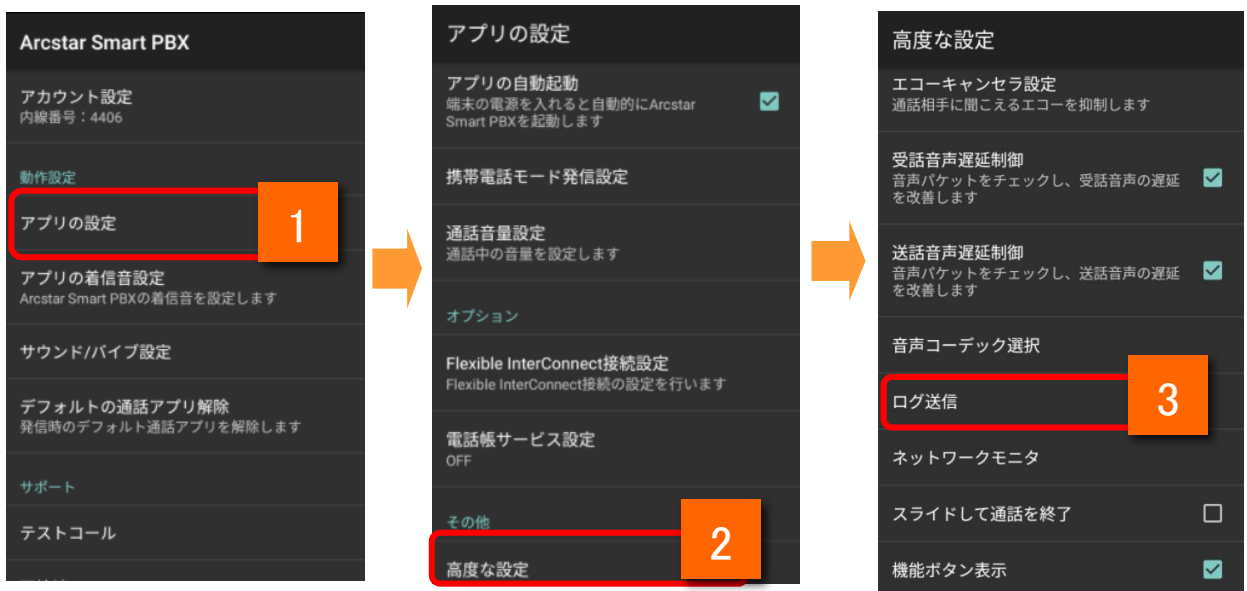 Arcstar Smart PBX
アカウント設定
内線番号：4406
動作設定
アプリの設定
1
アプリの着信音設定
Arcstar Smart PBXの着信音を設定します
サウンド/バイブ設定
デフォルトの通話アプリ解除
発信時のデフォルト通話アプリを解除します
サポート
テストコール
アプリの設定
アプリの自動起動
端末の電源を入れると自動的にArcstar
Smart PBXを起動します
携帯電話モード発信設定
通話音量設定
通話中の音量を設定します
オプション
Flexible InterConnect接続設定
Flexible InterConnect接続の設定を行います
電話帳サービス設定
OFF
その他
2
高度な設定
高度な設定
エコーキャンセラ設定
通話相手に聞こえるエコーを抑制します
受話音声遅延制御
音声パケットをチェックし、受話音声の遅延
を改善します
送話音声遅延制御
音声パケットをチェックし、送話音声の遅延
を改善します
音声コーデック選択
ログ送信
3
ネットワークモニタ
スライドして通話を終了
機能ボタン表示